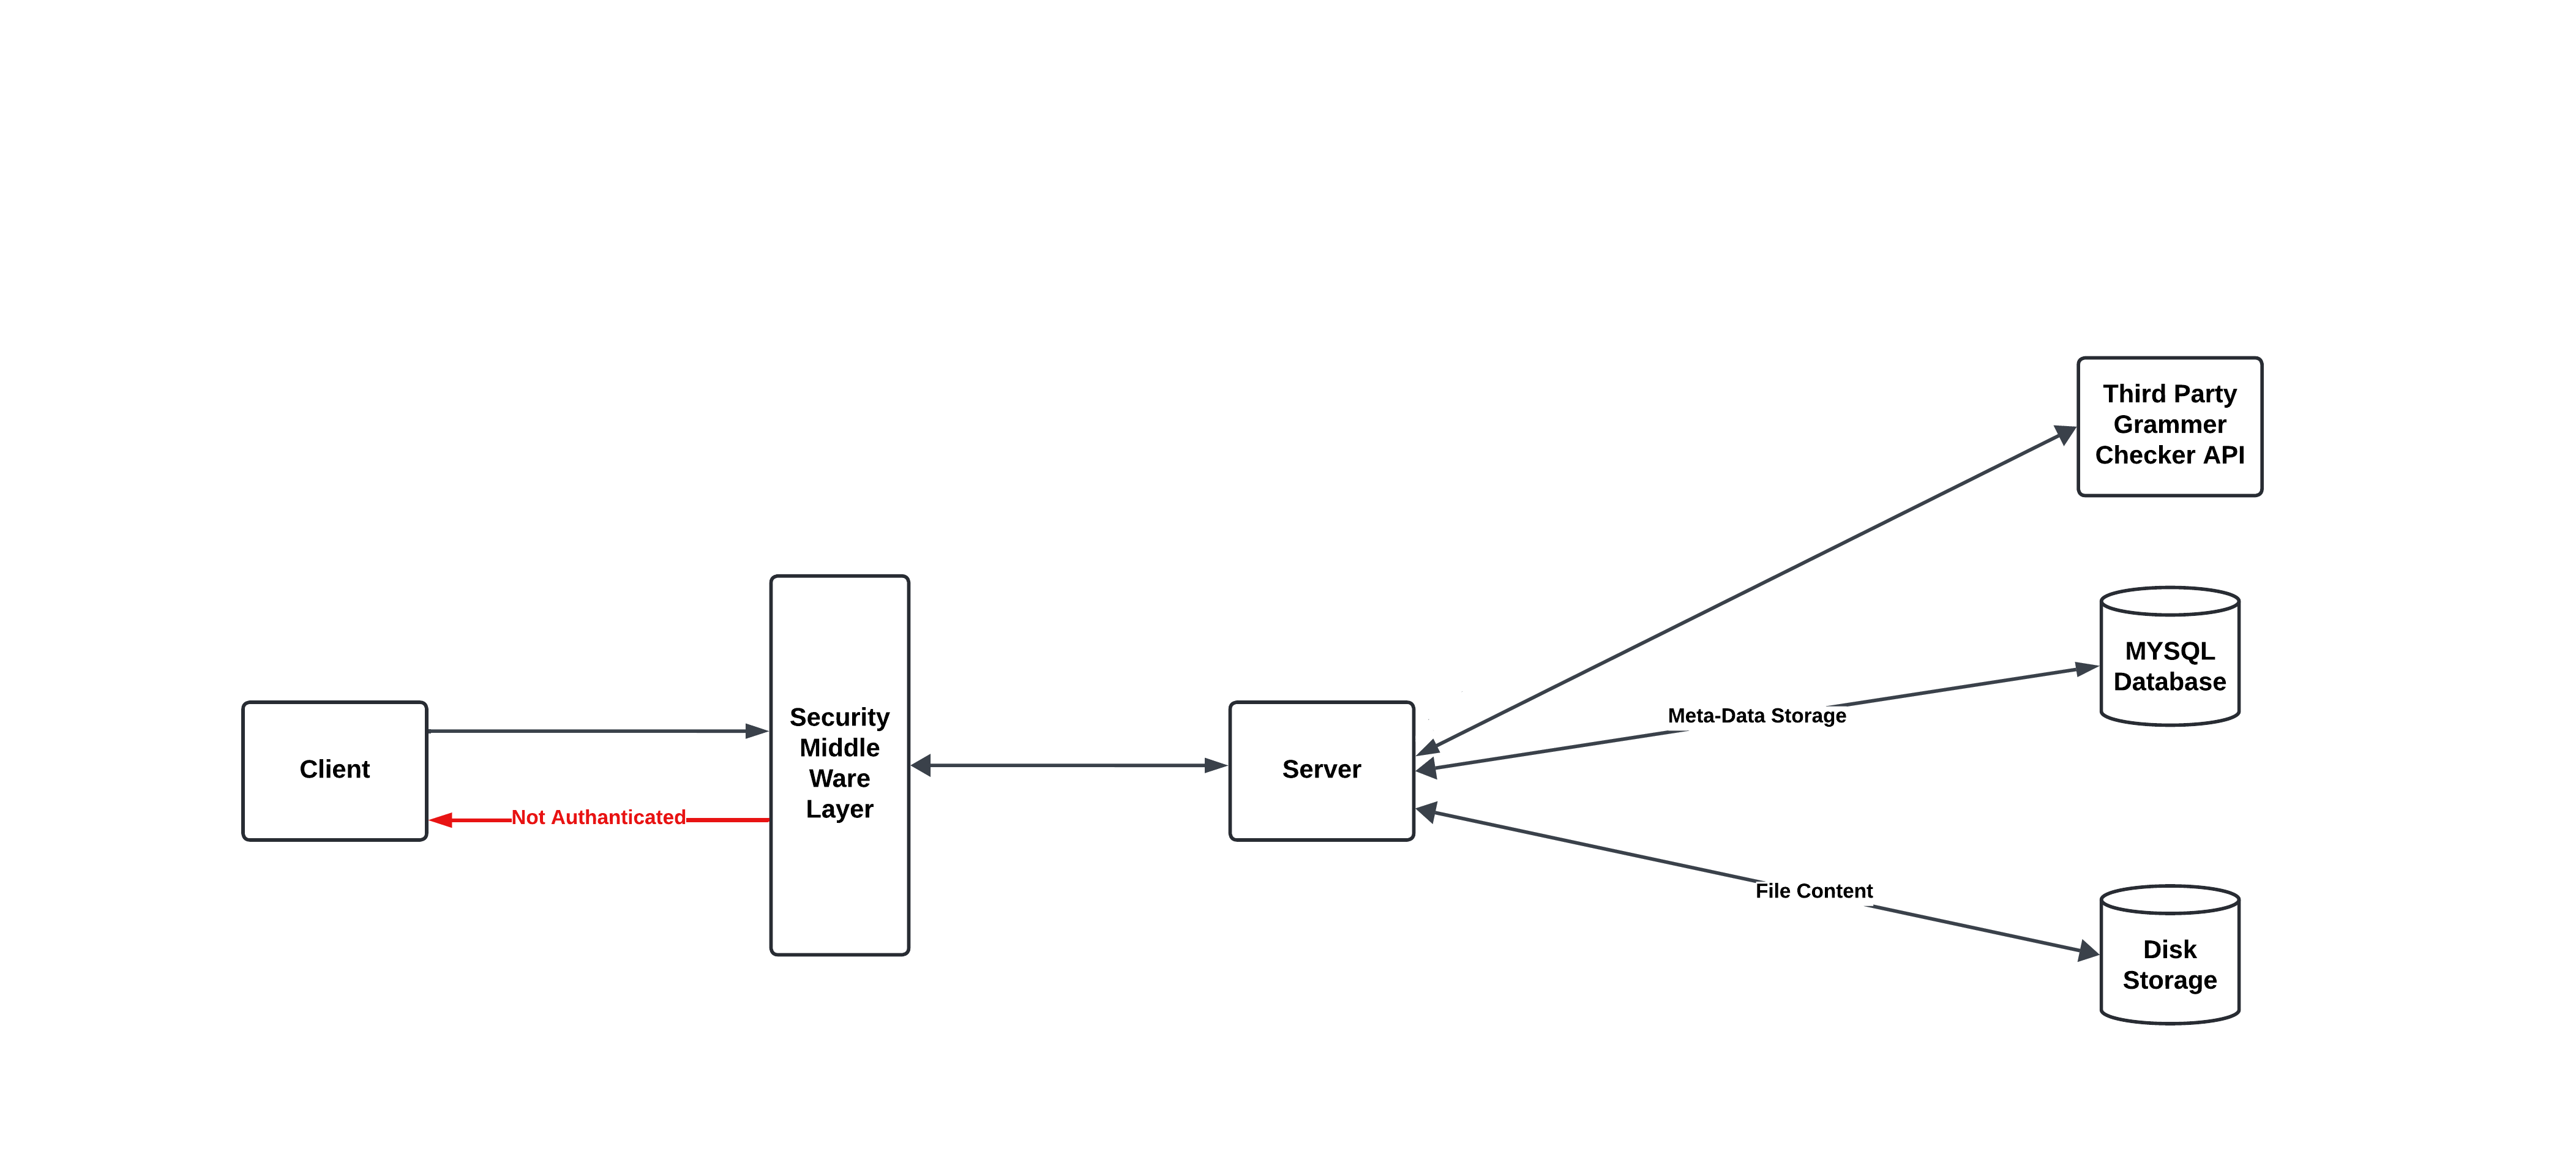 Third Party
Grammer
Checker API
MYSQL
Database
Meta-Data Storage
Security
Middle
Ware
Layer
Client
Server
Not Authanticated
File Content
Disk
Storage